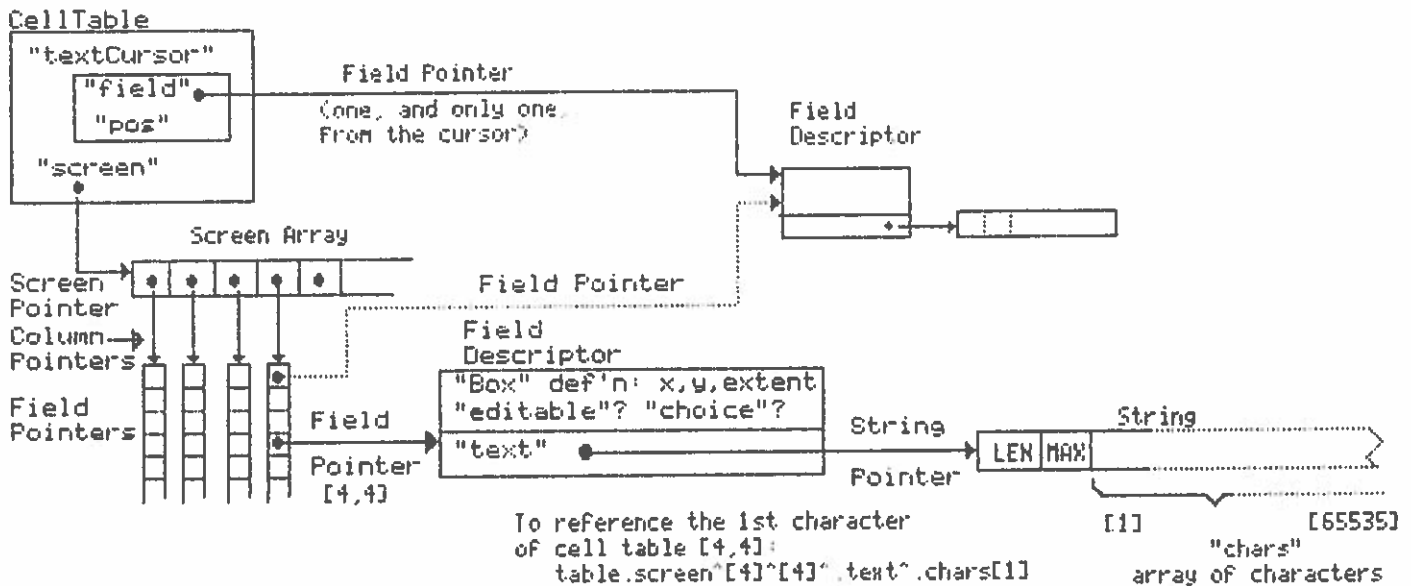 CellTable
"textCursor"
"field"
"pos"
"screen"
Field Pointer
(one, and only one,
From the cursor)
Field
Descriptor
Screen Array
Screen
Pointer
Column
Pointers
Field
Pointers
Field Pointer
Field
Descriptor
"Box" def'n: x,y,extent
"editable"? "choice"?
"text"
Field
Pointer
[4,4]
String
Pointer
String
LEN MAX
[1] [65535]
"chars"
array of characters
To reference the 1st character
of cell table [4,4]:
table.screen^[4]^[4]^.text^.chars[1]